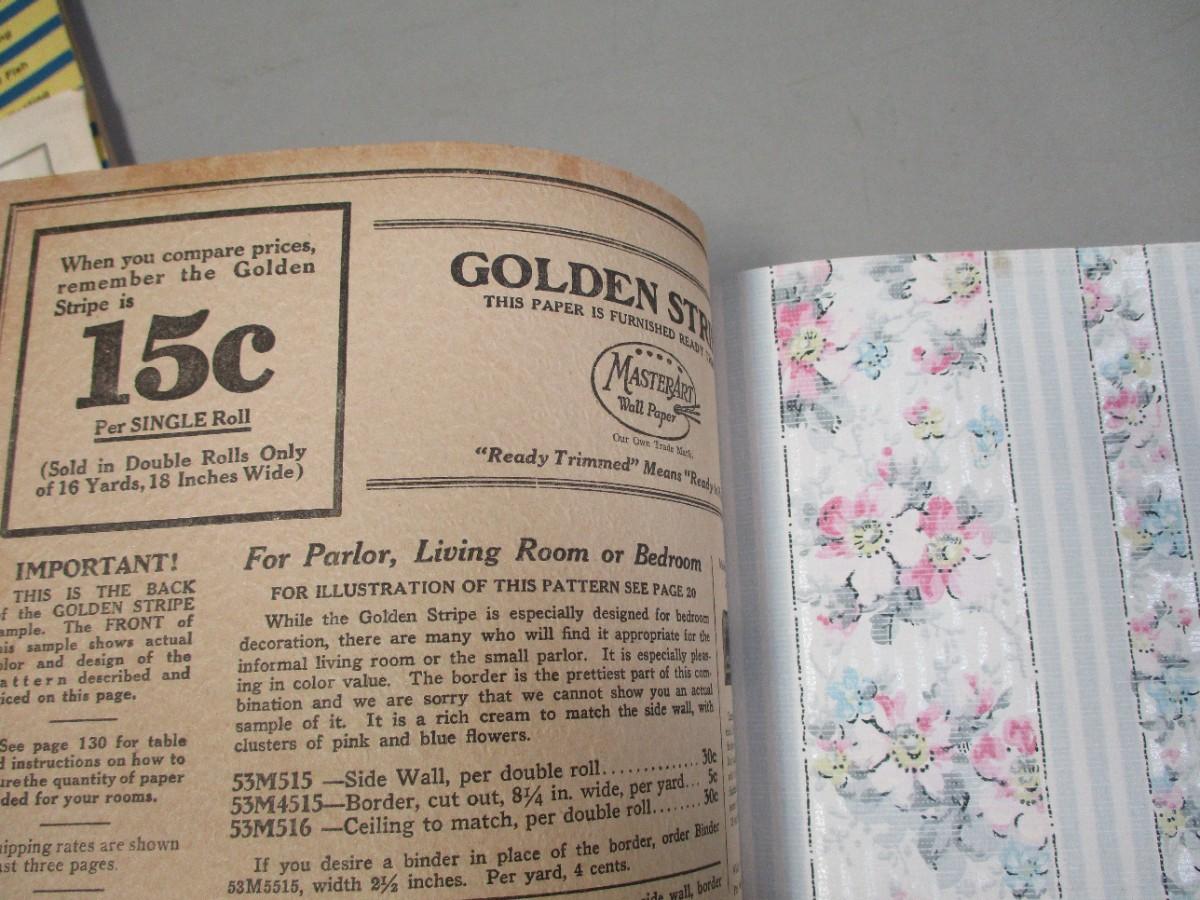 Fish
When you compare prices,
remember the Golden
Stripe is
15c
Per SINGLE Roll
(Sold in Double Rolls Only
of 16 Yards, 18 Inches Wide)
GOLDEN STRI
THIS PAPER IS FURNISHED READY
MASTERART
Wall Paper
Our Own Trade Mark.
"Ready Trimmed" Means "Ready
IMPORTANT!
THIS IS THE BACK
of the GOLDEN STRIPE
ample. The FRONT of
his sample shows actual
olor and design of the
attern described and
iced on this page.
See page 130 for table
d instructions on how to
ure the quantity of paper
ded for your rooms.
ipping rates are shown
ast three pages.
For Parlor, Living Room or Bedroom
FOR ILLUSTRATION OF THIS PATTERN SEE PAGE 20
While the Golden Stripe is especially designed for bedroom
decoration, there are many who will find it appropriate for the
informal living room or the small parlor. It is especially pleas-
ing in color value. The border is the prettiest part of this com-
bination and we are sorry that we cannot show you an actual
sample of it. It is a rich cream to match the side wall, with
clusters of pink and blue flowers.
53M515 —Side Wall, per double roll.............. 30c
53M4515—Border, cut out, 8¼ in. wide, per yard... 5c
53M516 —Ceiling to match, per double roll........ 30c
If you desire a binder in place of the border, order Binder
53M5515, width 2½ inches. Per yard, 4 cents.
side wall, border